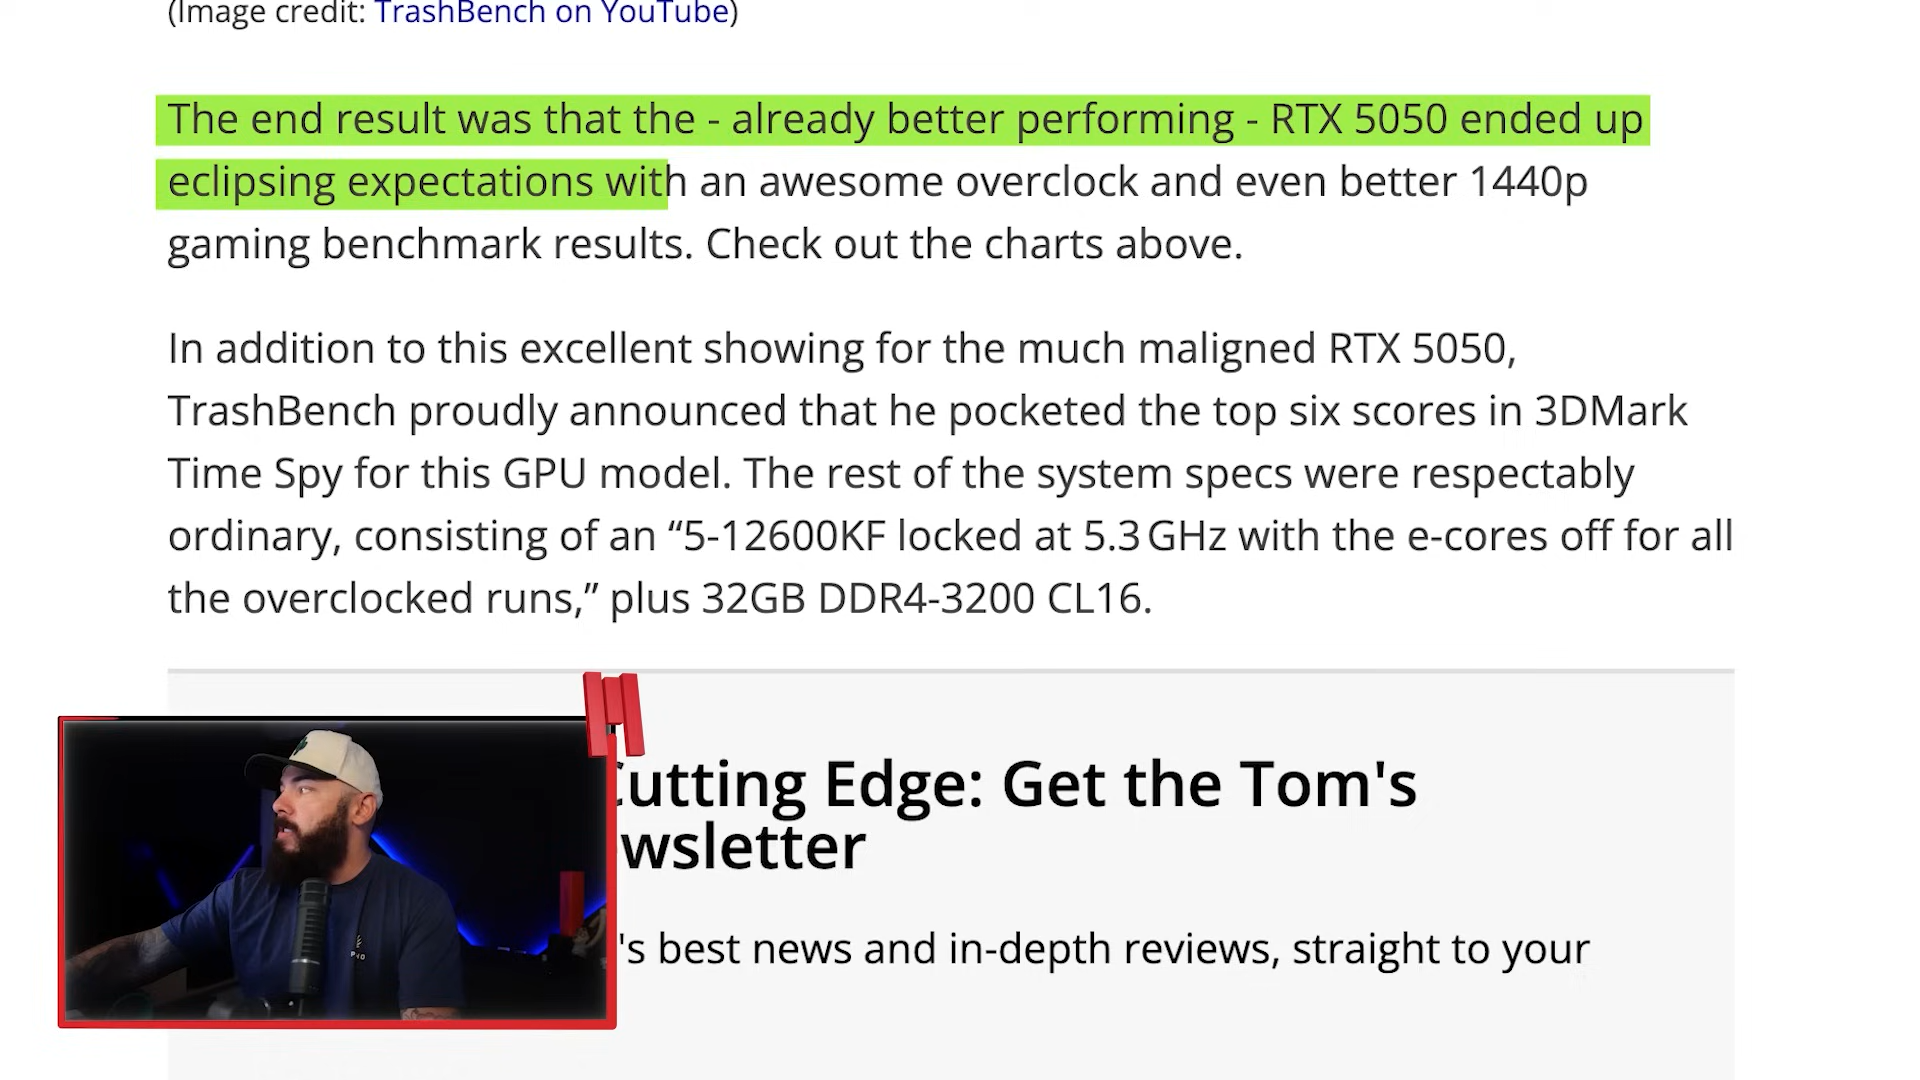 (Image credit: TrashBench on YouTube)
The end result was that the - already better performing - RTX 5050 ended up
eclipsing expectations with an awesome overclock and even better 1440p
gaming benchmark results. Check out the charts above.
In addition to this excellent showing for the much maligned RTX 5050,
TrashBench proudly announced that he pocketed the top six scores in 3DMark
Time Spy for this GPU model. The rest of the system specs were respectably
ordinary, consisting of an “5-12600KF locked at 5.3 GHz with the e-cores off for all
the overclocked runs,” plus 32GB DDR4-3200 CL16.
Cutting Edge: Get the Tom's
wsletter
's best news and in-depth reviews, straight to your